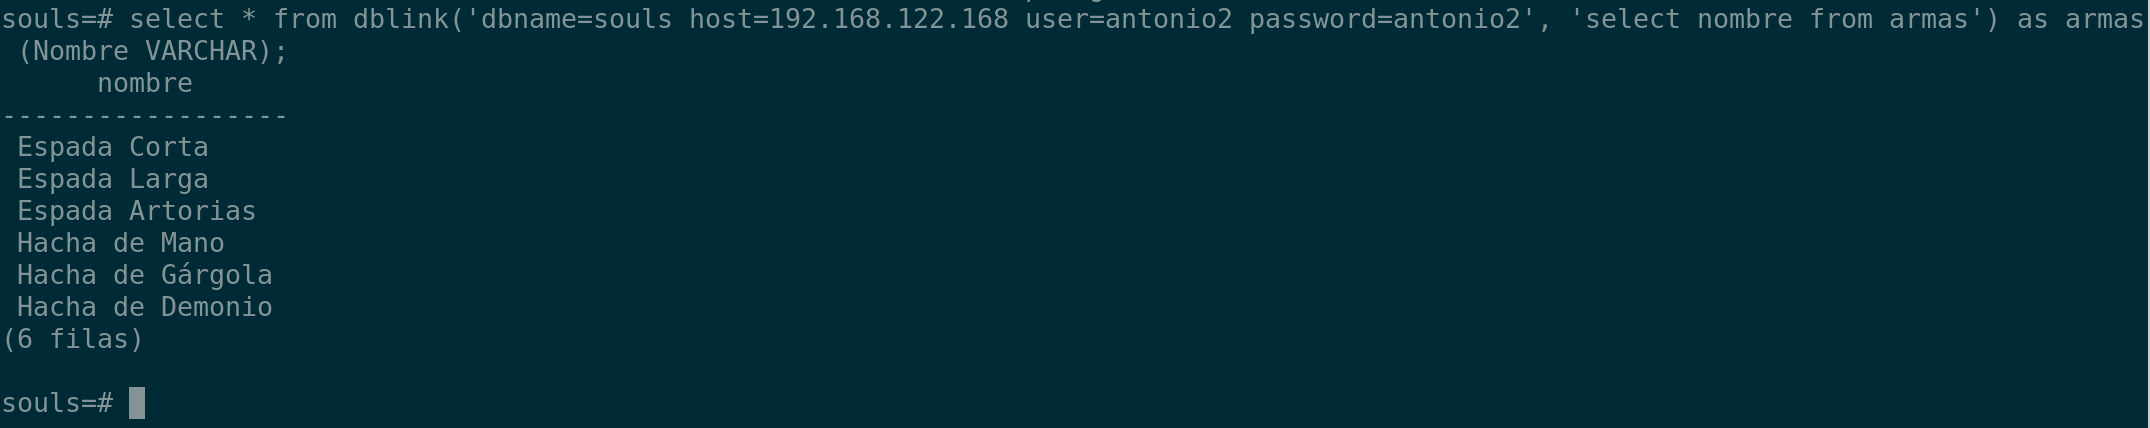 souls=# select * from dblink('dbname=souls host=192.168.122.168 user=antonio2 password=antonio2', 'select nombre from armas') as armas
 (Nombre VARCHAR);
      nombre
------------------
 Espada Corta
 Espada Larga
 Espada Artorias
 Hacha de Mano
 Hacha de Gárgola
 Hacha de Demonio
(6 filas)

souls=#